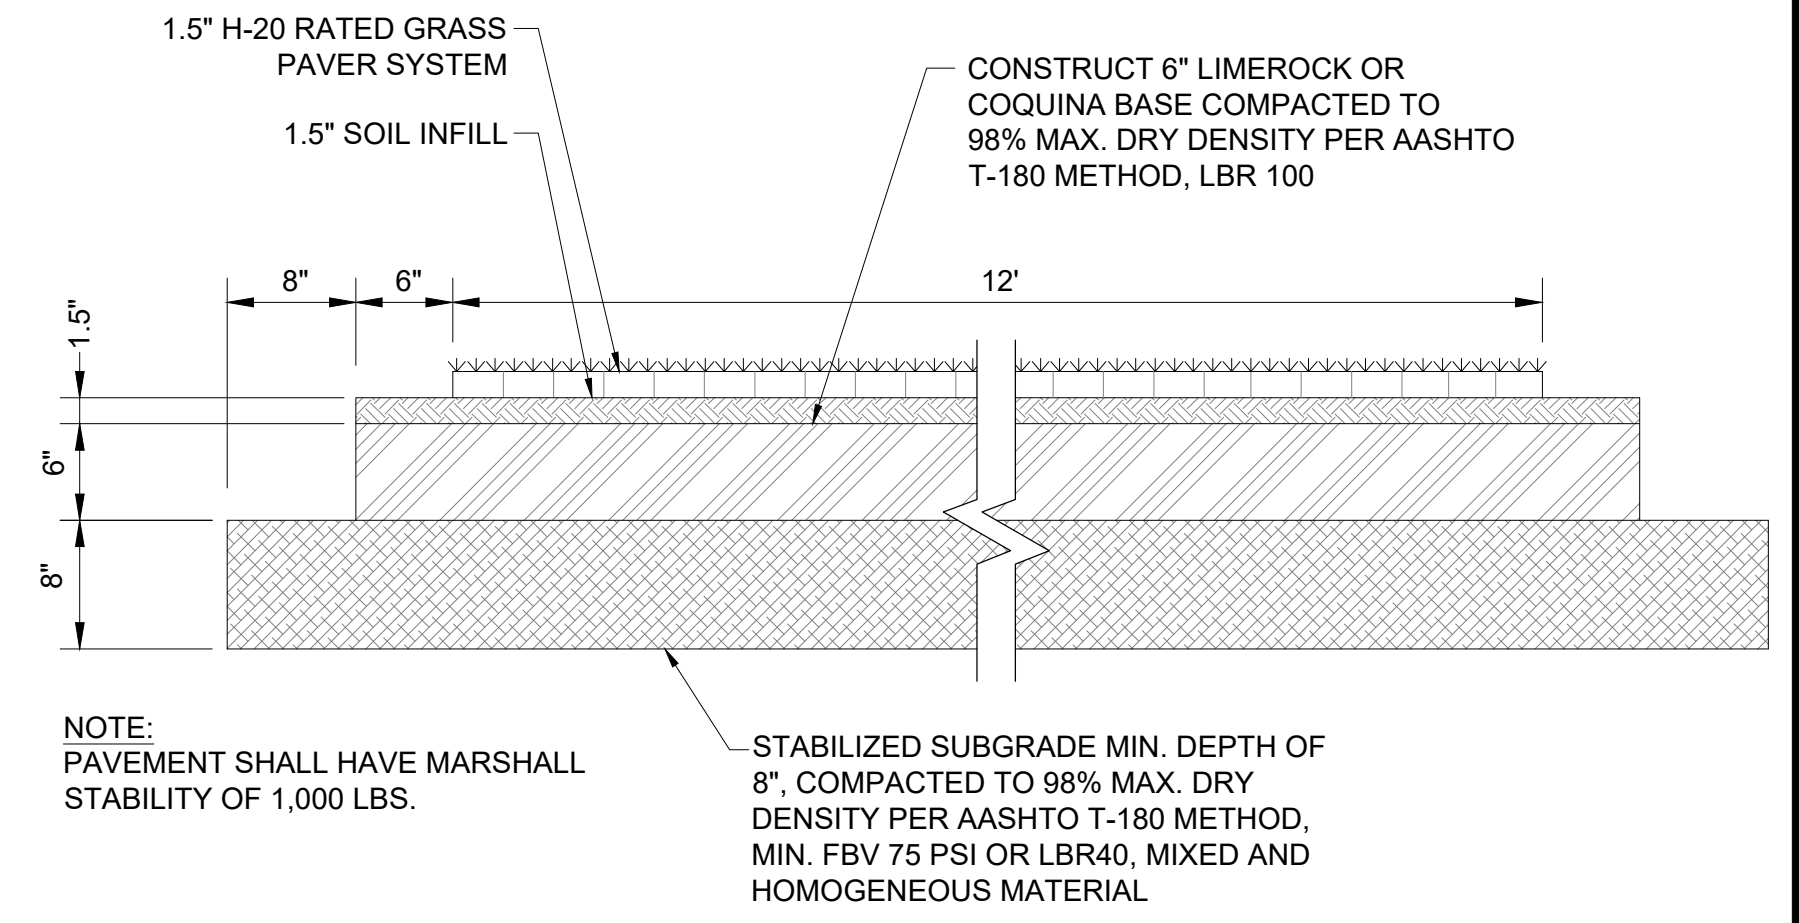 1.5" H-20 RATED GRASS
PAVER SYSTEM
1.5" SOIL INFILL
CONSTRUCT 6" LIMEROCK OR
COQUINA BASE COMPACTED TO
98% MAX. DRY DENSITY PER AASHTO
T-180 METHOD, LBR 100
8"
6"
12'
1.5"
6"
8"
NOTE:
PAVEMENT SHALL HAVE MARSHALL
STABILITY OF 1,000 LBS.
STABILIZED SUBGRADE MIN. DEPTH OF
8", COMPACTED TO 98% MAX. DRY
DENSITY PER AASHTO T-180 METHOD,
MIN. FBV 75 PSI OR LBR40, MIXED AND
HOMOGENEOUS MATERIAL